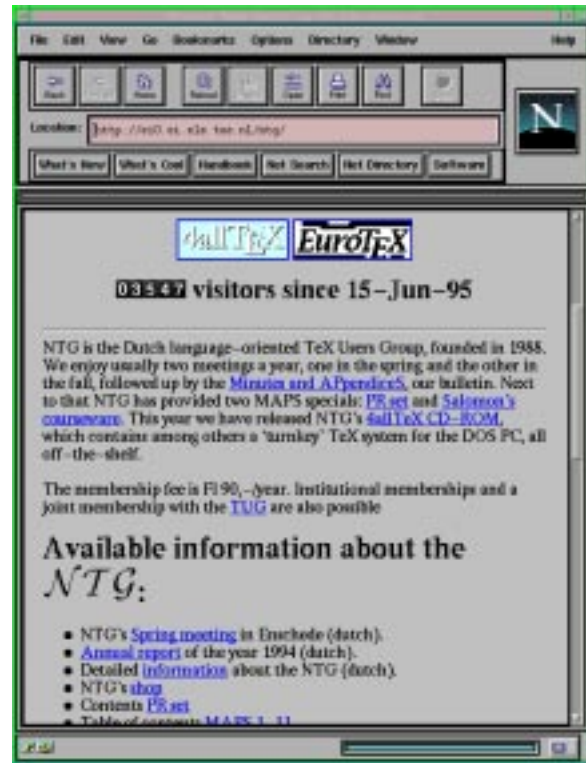 File Edit View Go Bookmarks Options Directory Window Help
Back Home Reload Open Print Find
Location:
What's New What's Cool Handbook Net Search Net Directory Software
N
4allTEX EuroTEX
03547 visitors since 15-Jun-95
NTG is the Dutch language-oriented TeX Users Group, founded in 1988.
We enjoy usually two meetings a year, one in the spring and the other in
the fall, followed up by the Minutes and APpendiceS, our bulletin. Next
to that NTG has provided two MAPS specials: PR set and Salomon's
courseware. This year we have released NTG's 4allTeX CD-ROM,
which contains among others a 'turnkey' TeX system for the DOS PC, all
off-the-shelf.
The membership fee is Fl 90,-/year. Institutional memberships and a
joint membership with the TUG are also possible
Available information about the
NTG:
• NTG's Spring meeting in Enschede (dutch).
• Annual report of the year 1994 (dutch).
• Detailed information about the NTG (dutch).
• NTG's shop
• Contents PR set
• Table of contents MAPS 1..11